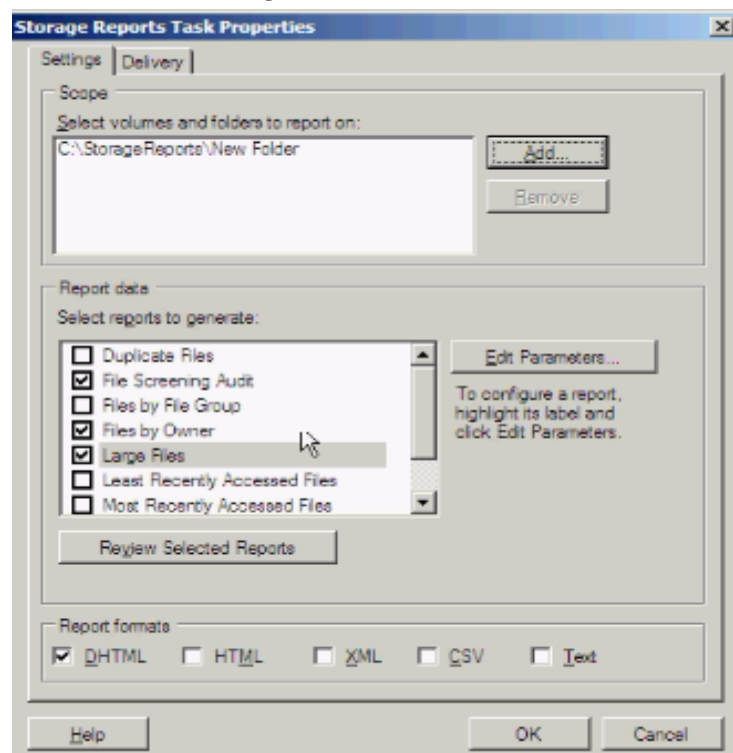 Storage Reports Task Properties
Settings Delivery
Scope
Select volumes and folders to report on:
C:\StorageReports\New Folder
Add...
Remove
Report data
Select reports to generate:
Duplicate Files
File Screening Audit
Files by File Group
Files by Owner
Large Files
Least Recently Accessed Files
Most Recently Accessed Files
Edit Parameters...
To configure a report,
highlight its label and
click Edit Parameters.
Review Selected Reports
Report formats
DHTML HTML XML CSV Text
Help OK Cancel